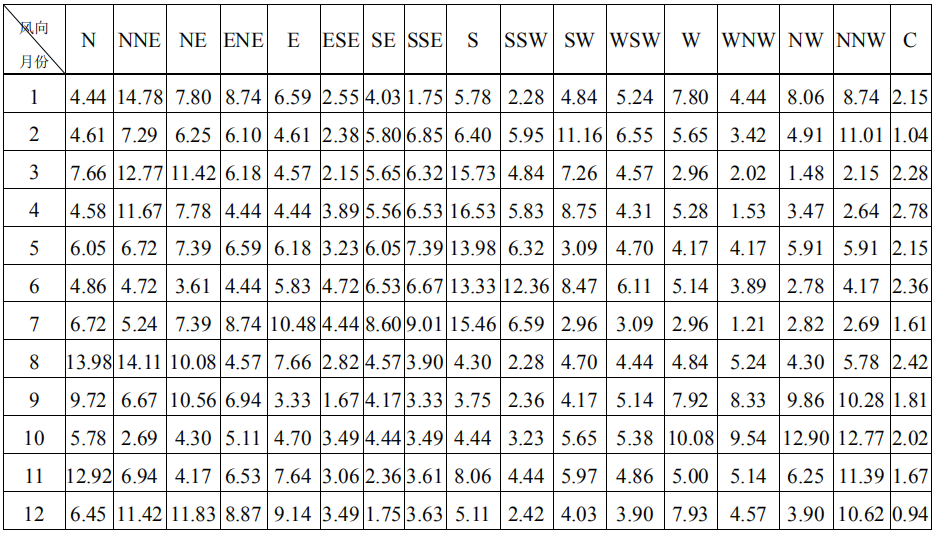 风向 N NNE NE ENE E ESE SE SSE S SSW SW WSW W WNW NW NNW C
月份
1 4.44 14.78 7.80 8.74 6.59 2.55 4.03 1.75 5.78 2.28 4.84 5.24 7.80 4.44 8.06 8.74 2.15
2 4.61 7.29 6.25 6.10 4.61 2.38 5.80 6.85 6.40 5.95 11.16 6.55 5.65 3.42 4.91 11.01 1.04
3 7.66 12.77 11.42 6.18 4.57 2.15 5.65 6.32 15.73 4.84 7.26 4.57 2.96 2.02 1.48 2.15 2.28
4 4.58 11.67 7.78 4.44 4.44 3.89 5.56 6.53 16.53 5.83 8.75 4.31 5.28 1.53 3.47 2.64 2.78
5 6.05 6.72 7.39 6.59 6.18 3.23 6.05 7.39 13.98 6.32 3.09 4.70 4.17 4.17 5.91 5.91 2.15
6 4.86 4.72 3.61 4.44 5.83 4.72 6.53 6.67 13.33 12.36 8.47 6.11 5.14 3.89 2.78 4.17 2.36
7 6.72 5.24 7.39 8.74 10.48 4.44 8.60 9.01 15.46 6.59 2.96 3.09 2.96 1.21 2.82 2.69 1.61
8 13.98 14.11 10.08 4.57 7.66 2.82 4.57 3.90 4.30 2.28 4.70 4.44 4.84 5.24 4.30 5.78 2.42
9 9.72 6.67 10.56 6.94 3.33 1.67 4.17 3.33 3.75 2.36 4.17 5.14 7.92 8.33 9.86 10.28 1.81
10 5.78 2.69 4.30 5.11 4.70 3.49 4.44 3.49 4.44 3.23 5.65 5.38 10.08 9.54 12.90 12.77 2.02
11 12.92 6.94 4.17 6.53 7.64 3.06 2.36 3.61 8.06 4.44 5.97 4.86 5.00 5.14 6.25 11.39 1.67
12 6.45 11.42 11.83 8.87 9.14 3.49 1.75 3.63 5.11 2.42 4.03 3.90 7.93 4.57 3.90 10.62 0.94